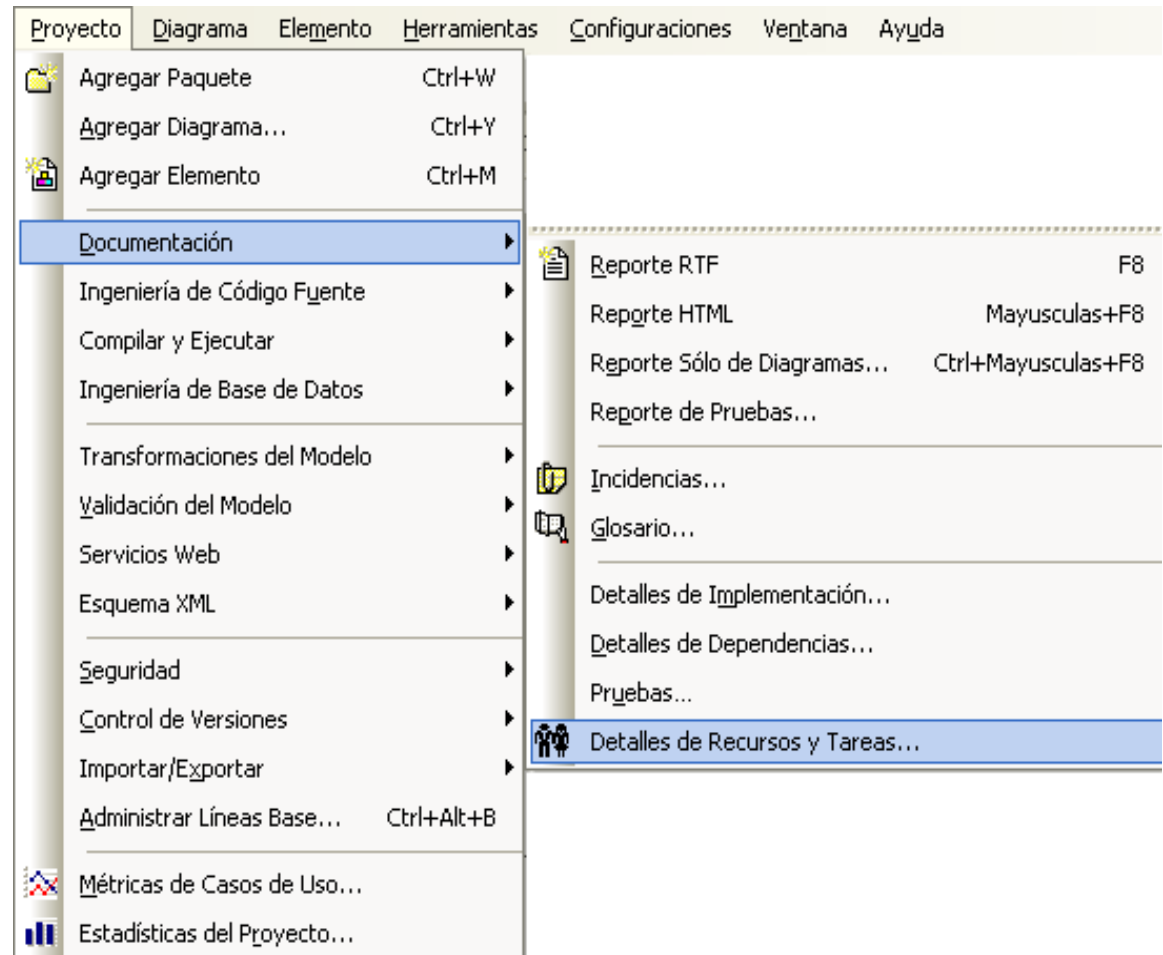 Proyecto Diagrama Elemento Herramientas Configuraciones Ventana Ayuda
Agregar Paquete Ctrl+W
Agregar Diagrama... Ctrl+Y
Agregar Elemento Ctrl+M
Documentación
Ingeniería de Código Fuente
Compilar y Ejecutar
Ingeniería de Base de Datos
Transformaciones del Modelo
Validación del Modelo
Servicios Web
Esquema XML
Seguridad
Control de Versiones
Importar/Exportar
Administrar Líneas Base... Ctrl+Alt+B
Métricas de Casos de Uso...
Estadísticas del Proyecto...
Reporte RTF F8
Reporte HTML Mayusculas+F8
Reporte Sólo de Diagramas... Ctrl+Mayusculas+F8
Reporte de Pruebas...
Incidencias...
Glosario...
Detalles de Implementación...
Detalles de Dependencias...
Pruebas...
Detalles de Recursos y Tareas...